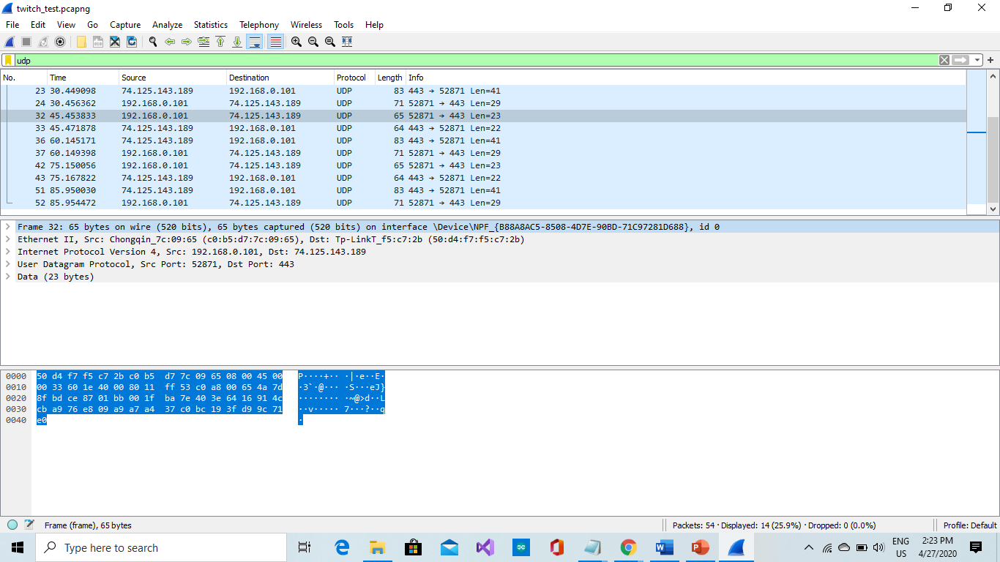 twitch_test.pcapng
File Edit View Go Capture Analyze Statistics Telephony Wireless Tools Help
udp
No. Time Source Destination Protocol Length Info
23 30.449098 74.125.143.189 192.168.0.101 UDP 83 443 → 52871 Len=41
24 30.456362 192.168.0.101 74.125.143.189 UDP 71 52871 → 443 Len=29
32 45.453833 192.168.0.101 74.125.143.189 UDP 65 52871 → 443 Len=23
33 45.471878 74.125.143.189 192.168.0.101 UDP 64 443 → 52871 Len=22
36 60.145171 74.125.143.189 192.168.0.101 UDP 83 443 → 52871 Len=41
37 60.149398 192.168.0.101 74.125.143.189 UDP 71 52871 → 443 Len=29
42 75.150056 192.168.0.101 74.125.143.189 UDP 65 52871 → 443 Len=23
43 75.167822 74.125.143.189 192.168.0.101 UDP 64 443 → 52871 Len=22
51 85.950030 74.125.143.189 192.168.0.101 UDP 83 443 → 52871 Len=41
52 85.954472 192.168.0.101 74.125.143.189 UDP 71 52871 → 443 Len=29
Frame 32: 65 bytes on wire (520 bits), 65 bytes captured (520 bits) on interface \Device\NPF_{B88A8AC5-8508-4D7E-90BD-71C97281D688}, id 0
Ethernet II, Src: Chongqin_7c:09:65 (c0:b5:d7:7c:09:65), Dst: Tp-LinkT_f5:c7:2b (50:d4:f7:f5:c7:2b)
Internet Protocol Version 4, Src: 192.168.0.101, Dst: 74.125.143.189
User Datagram Protocol, Src Port: 52871, Dst Port: 443
Data (23 bytes)
0000 50 d4 f7 f5 c7 2b c0 b5 d7 7c 09 65 08 00 45 00 P····+·· ·|·e··E·
0010 00 33 60 1e 40 00 80 11 ff 53 c0 a8 00 65 4a 7d ·3`·@··· ·S···eJ}
0020 8f bd ce 87 01 bb 00 1f ba 7e 40 3e 64 16 91 4c ········ ·~@>d··L
0030 cb a9 76 e8 09 a9 a7 a4 37 c0 bc 19 3f d9 9c 71 ··v····· 7···?··q
0040 e0 ·
Frame (frame), 65 bytes
Packets: 54 · Displayed: 14 (25.9%) · Dropped: 0 (0.0%)
Profile: Default
Type here to search
ENG
US
2:23 PM
4/27/2020